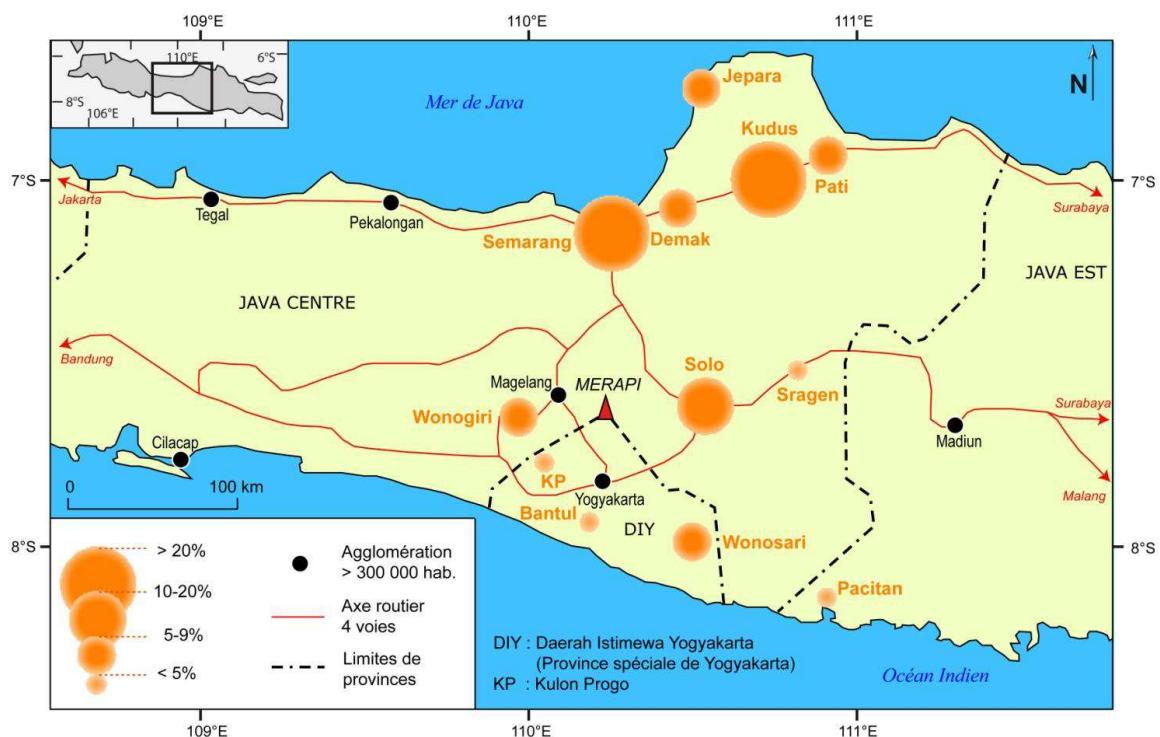 109°E
110°E
111°E
110°E
6°S
8°S
106°E
N
Mer de Java
Jepara
Kudus
Pati
7°S
7°S
Jakarta
Tegal
Pekalongan
Semarang
Demak
Surabaya
JAVA CENTRE
JAVA EST
Bandung
Magelang
MERAPI
Solo
Sragen
Wonogiri
Surabaya
Madiun
Cilacap
KP
Yogyakarta
Malang
0
100 km
Bantul
DIY
Wonosari
8°S
8°S
Pacitan
> 20%
10-20%
5-9%
< 5%
Agglomération
> 300 000 hab.
Axe routier
4 voies
Limites de
provinces
DIY : Daerah Istimewa Yogyakarta
(Province spéciale de Yogyakarta)
KP : Kulon Progo
Océan Indien
109°E
110°E
111°E